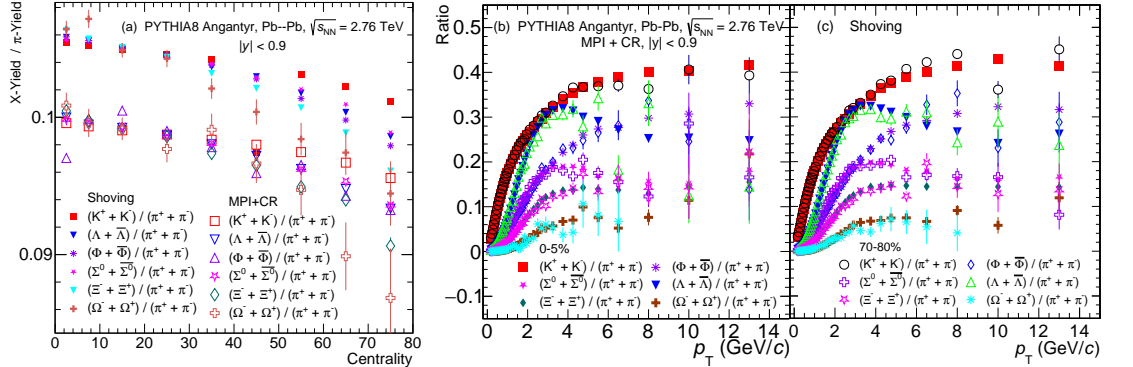 (a) PYTHIA8 Angantyr, Pb--Pb, √s_NN = 2.76 TeV
|y| < 0.9
X-Yield / π-Yield
0.1
0.09
Shoving
(K⁺ + K⁻) / (π⁺ + π⁻)
(Λ + Λ̅) / (π⁺ + π⁻)
(Φ + Φ̅) / (π⁺ + π⁻)
(Σ⁰ + Σ̅⁰) / (π⁺ + π⁻)
(Ξ⁻ + Ξ⁺) / (π⁺ + π⁻)
(Ω⁻ + Ω⁺) / (π⁺ + π⁻)
MPI+CR
(K⁺ + K⁻) / (π⁺ + π⁻)
(Λ + Λ̅) / (π⁺ + π⁻)
(Φ + Φ̅) / (π⁺ + π⁻)
(Σ⁰ + Σ̅⁰) / (π⁺ + π⁻)
(Ξ⁻ + Ξ⁺) / (π⁺ + π⁻)
(Ω⁻ + Ω⁺) / (π⁺ + π⁻)
0 10 20 30 40 50 60 70 80
Centrality
(b) PYTHIA8 Angantyr, Pb-Pb, √s_NN = 2.76 TeV
MPI + CR, |y| < 0.9
Ratio
0.5
0.4
0.3
0.2
0.1
0
−0.1
0-5%
(K⁺ + K⁻) / (π⁺ + π⁻)
(Σ⁰ + Σ̅⁰) / (π⁺ + π⁻)
(Ξ⁻ + Ξ⁺) / (π⁺ + π⁻)
(Φ + Φ̅) / (π⁺ + π⁻)
(Λ + Λ̅) / (π⁺ + π⁻)
(Ω⁻ + Ω⁺) / (π⁺ + π⁻)
0 2 4 6 8 10 12 14
p_T (GeV/c)
(c) Shoving
70-80%
(K⁺ + K⁻) / (π⁺ + π⁻)
(Σ⁰ + Σ̅⁰) / (π⁺ + π⁻)
(Ξ⁻ + Ξ⁺) / (π⁺ + π⁻)
(Φ + Φ̅) / (π⁺ + π⁻)
(Λ + Λ̅) / (π⁺ + π⁻)
(Ω⁻ + Ω⁺) / (π⁺ + π⁻)
0 2 4 6 8 10 12 14
p_T (GeV/c)